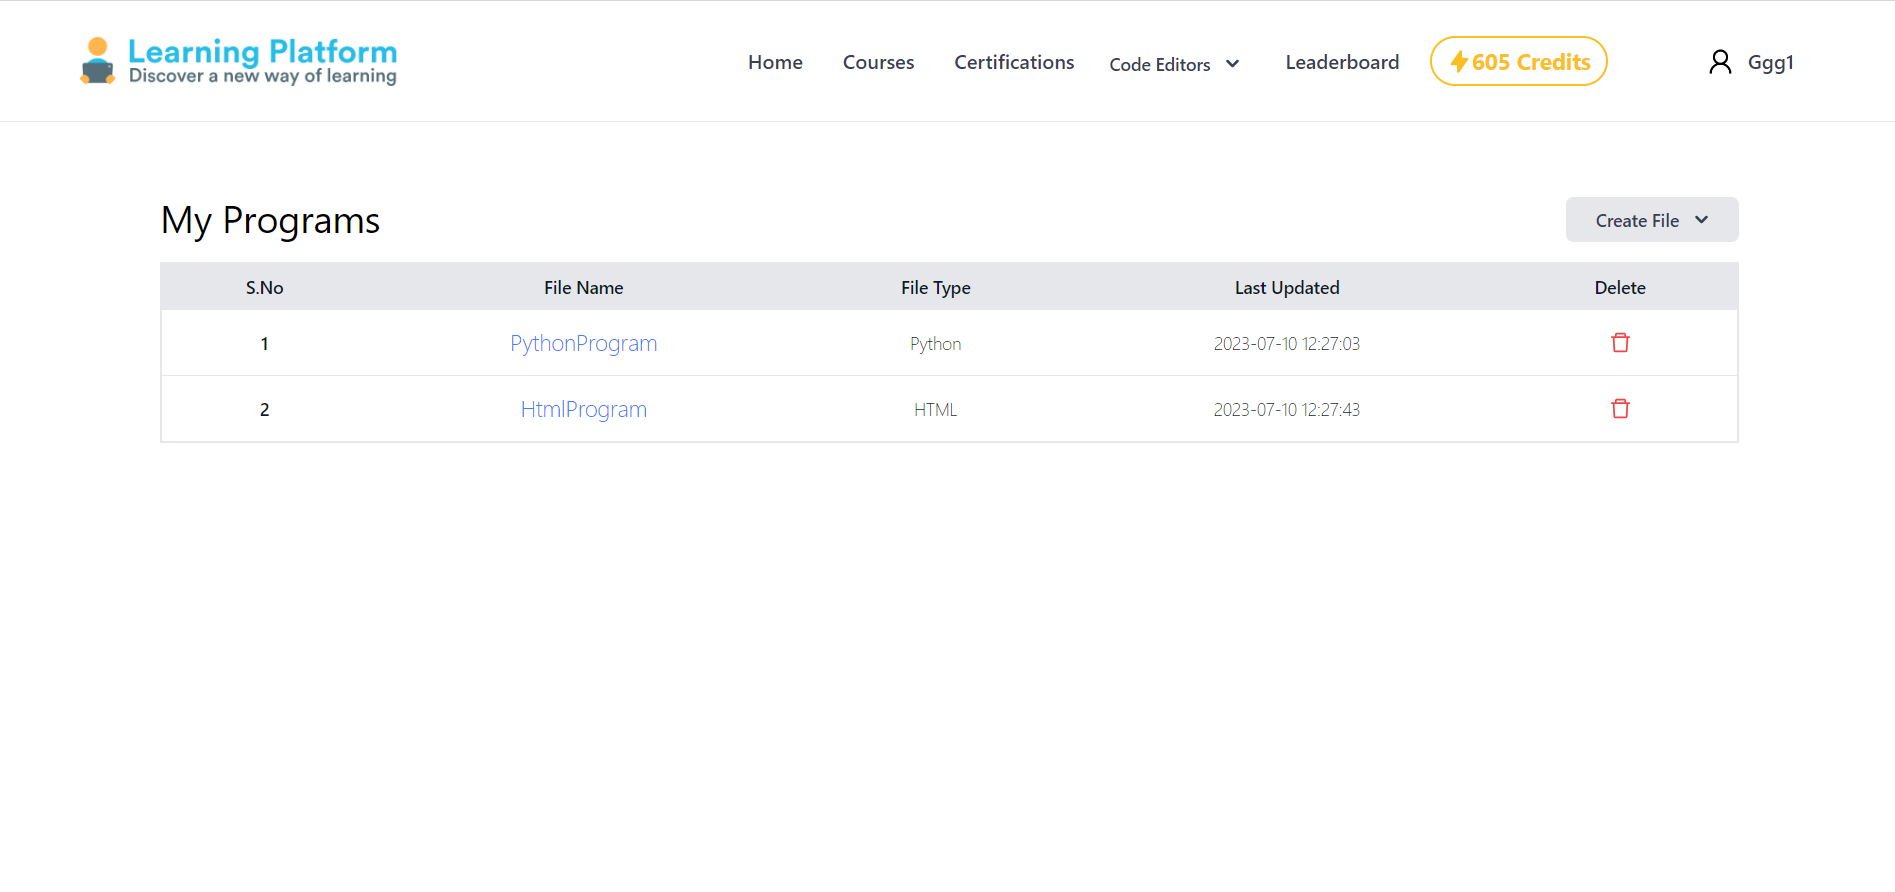 Learning Platform
Discover a new way of learning
Home Courses Certifications Code Editors Leaderboard 605 Credits Ggg1
My Programs Create File
S.No File Name File Type Last Updated Delete
1 PythonProgram Python 2023-07-10 12:27:03
2 HtmlProgram HTML 2023-07-10 12:27:43